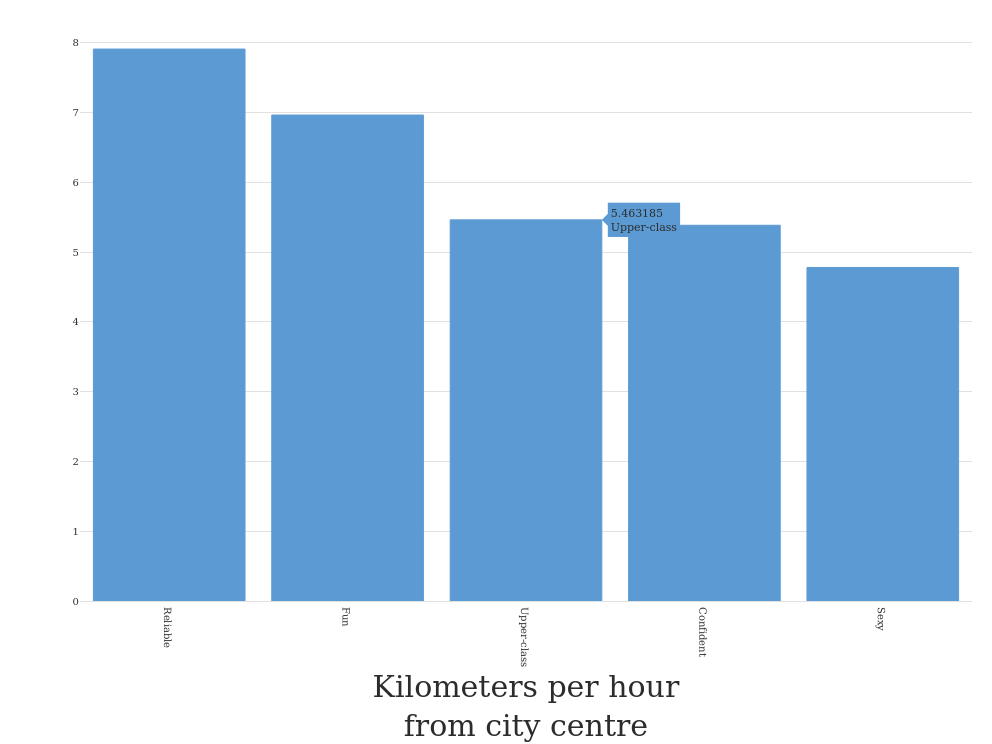 8
7
6
5
4
3
2
1
0
5.463185
Upper-class
Reliable
Fun
Upper-class
Confident
Sexy
Kilometers per hour
from city centre